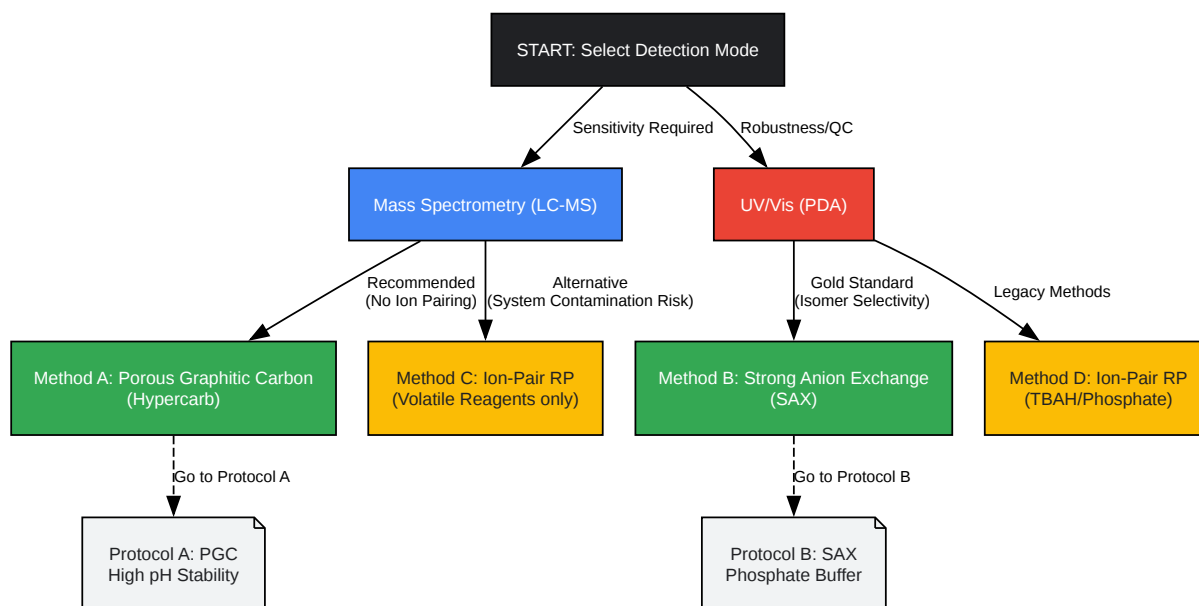 START: Select Detection Mode
Sensitivity Required
Robustness/QC
Mass Spectrometry (LC-MS)
UV/Vis (PDA)
Recommended
(No Ion Pairing)
Alternative
(System Contamination Risk)
Gold Standard
(Isomer Selectivity)
Legacy Methods
Method A: Porous Graphitic Carbon
(Hypercarb)
Method C: Ion-Pair RP
(Volatile Reagents only)
Method B: Strong Anion Exchange
(SAX)
Method D: Ion-Pair RP
(TBAH/Phosphate)
Go to Protocol A
Go to Protocol B
Protocol A: PGC
High pH Stability
Protocol B: SAX
Phosphate Buffer